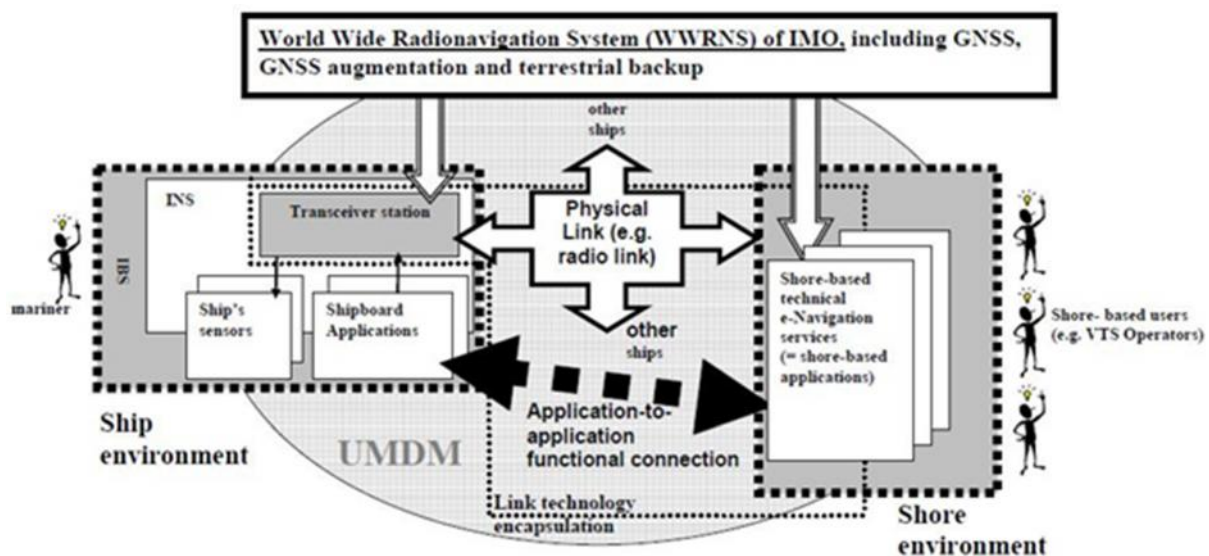 World Wide Radionavigation System (WWRNS) of IMO, including GNSS,
GNSS augmentation and terrestrial backup
other
ships
INS
Transceiver station
Physical
Link (e.g.
radio link)
IBS
mariner
Ship's
sensors
Shipboard
Applications
Shore-based
technical
e-Navigation
services
(= shore-based
applications)
Shore- based users
(e.g. VTS Operators)
other
ships
Ship
environment
UMDM
Application-to-
application
functional connection
Link technology
encapsulation
Shore
environment